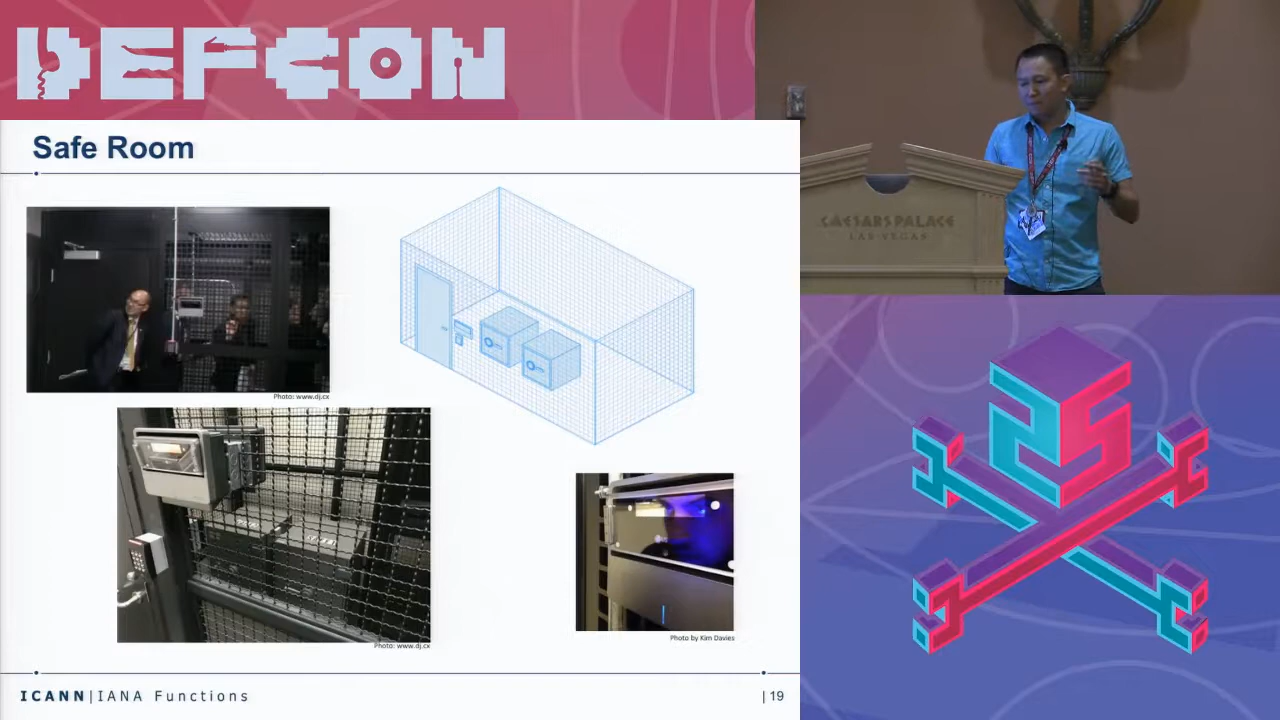 DEFCON
Safe Room
CAESARS PALACE
LAS VEGAS
Photo: www.dj.cx
Photo: www.dj.cx
Photo by Kim Davies
ICANN|IANA Functions
| 19